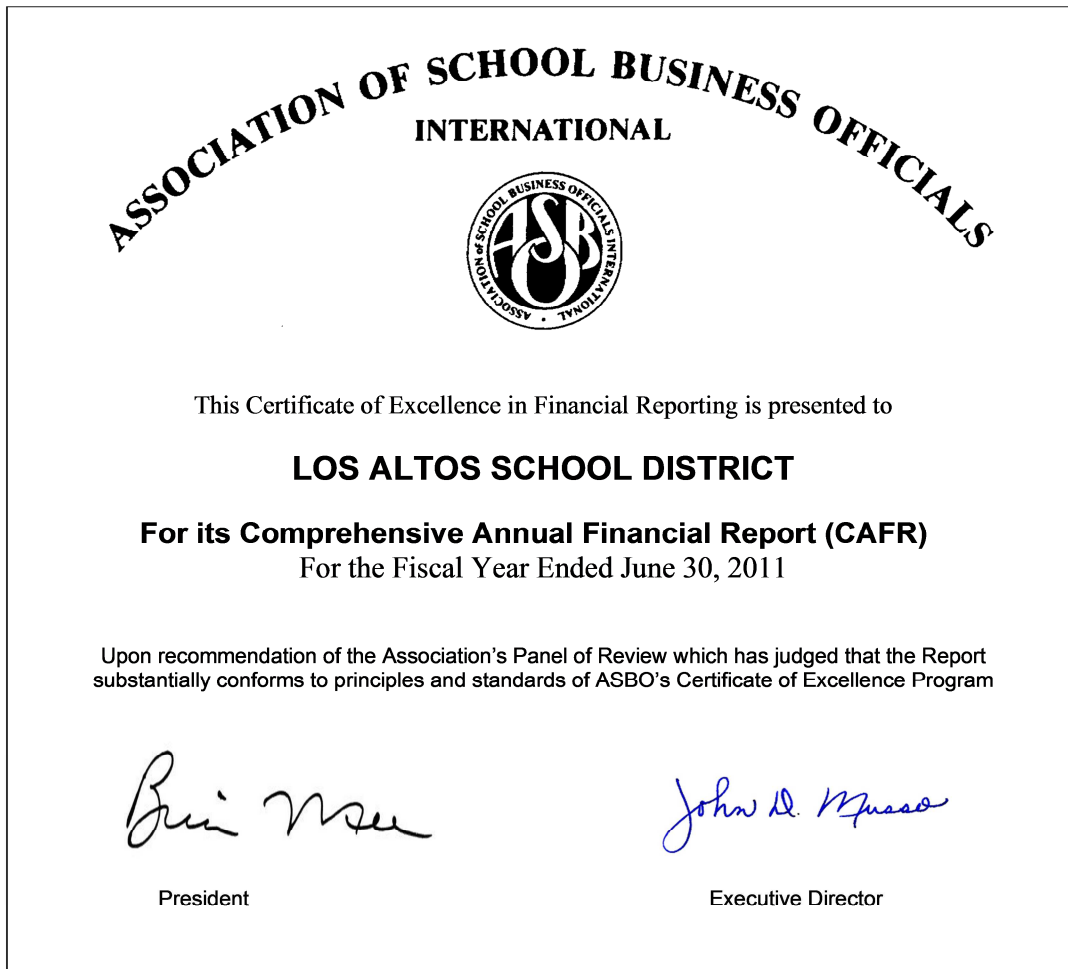 ASSOCIATION OF SCHOOL BUSINESS OFFICIALS
INTERNATIONAL
ASSOCIATION of SCHOOL BUSINESS OFFICIALS INTERNATIONAL •
ASBO
This Certificate of Excellence in Financial Reporting is presented to
LOS ALTOS SCHOOL DISTRICT
For its Comprehensive Annual Financial Report (CAFR)
For the Fiscal Year Ended June 30, 2011
Upon recommendation of the Association's Panel of Review which has judged that the Report
substantially conforms to principles and standards of ASBO's Certificate of Excellence Program
John D. Musso
President
Executive Director